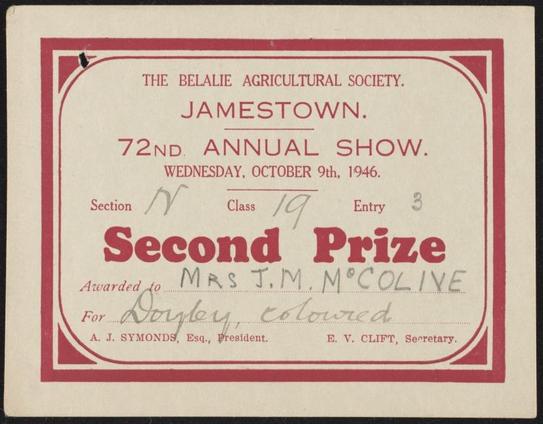 THE BELALIE AGRICULTURAL SOCIETY.
JAMESTOWN.
72ND. ANNUAL SHOW.
WEDNESDAY, OCTOBER 9th, 1946.
Section N Class 19 Entry 3
Second Prize
Awarded to MRS J. M. McCOLIVE
For Doyley, coloured
A. J. SYMONDS, Esq., President. E. V. CLIFT, Secretary.